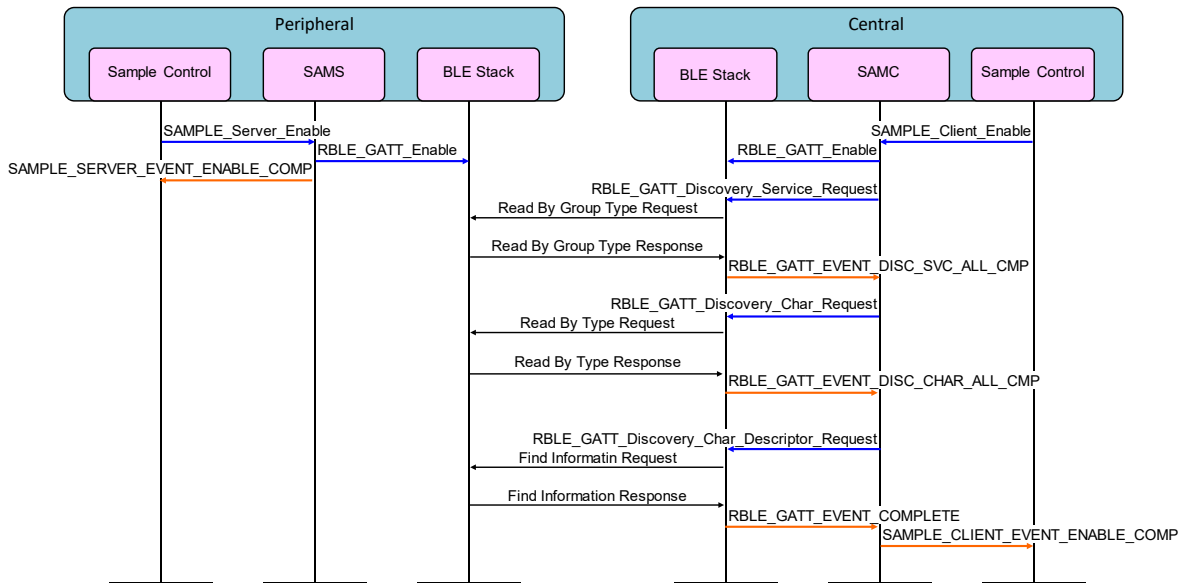 Peripheral
Central
Sample Control
SAMS
BLE Stack
BLE Stack
SAMC
Sample Control
SAMPLE_Server_Enable
SAMPLE_Client_Enable
RBLE_GATT_Enable
RBLE_GATT_Enable
SAMPLE_SERVER_EVENT_ENABLE_COMP
RBLE_GATT_Discovery_Service_Request
Read By Group Type Request
Read By Group Type Response
RBLE_GATT_EVENT_DISC_SVC_ALL_CMP
RBLE_GATT_Discovery_Char_Request
Read By Type Request
Read By Type Response
RBLE_GATT_EVENT_DISC_CHAR_ALL_CMP
RBLE_GATT_Discovery_Char_Descriptor_Request
Find Informatin Request
Find Information Response
RBLE_GATT_EVENT_COMPLETE
SAMPLE_CLIENT_EVENT_ENABLE_COMP